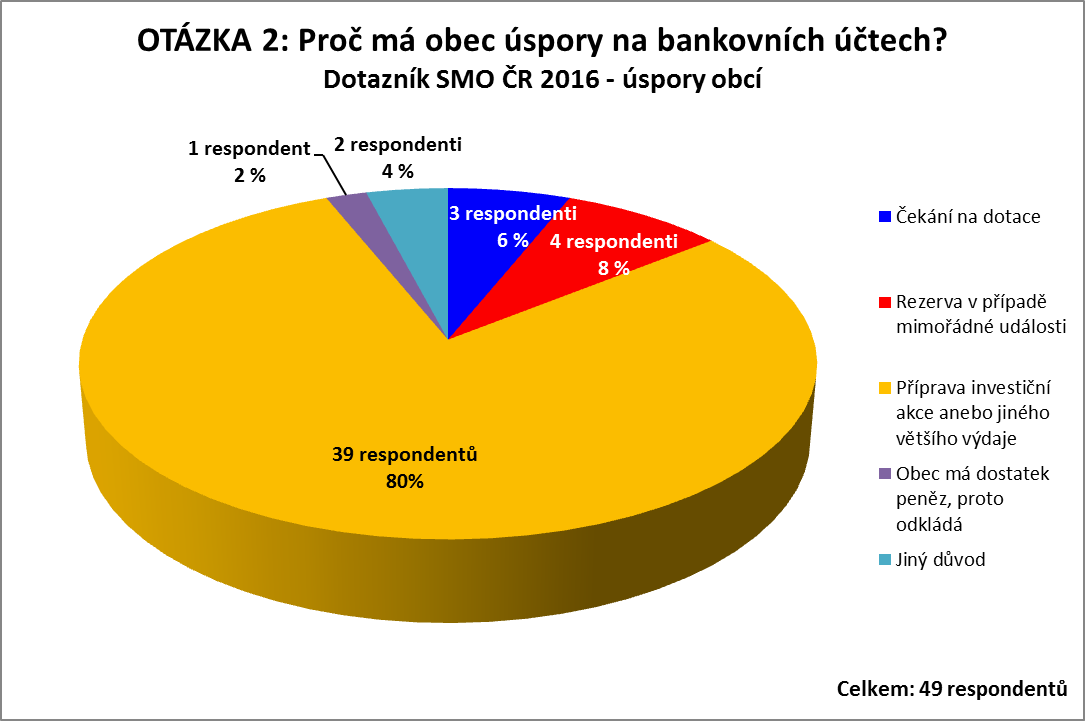 OTÁZKA 2: Proč má obec úspory na bankovních účtech?
Dotazník SMO ČR 2016 - úspory obcí
1 respondent
2 %
2 respondenti
4 %
3 respondenti
6 %
4 respondenti
8 %
39 respondentů
80%
Čekání na dotace
Rezerva v případě
mimořádné události
Příprava investiční
akce anebo jiného
většího výdaje
Obec má dostatek
peněz, proto
odkládá
Jiný důvod
Celkem: 49 respondentů